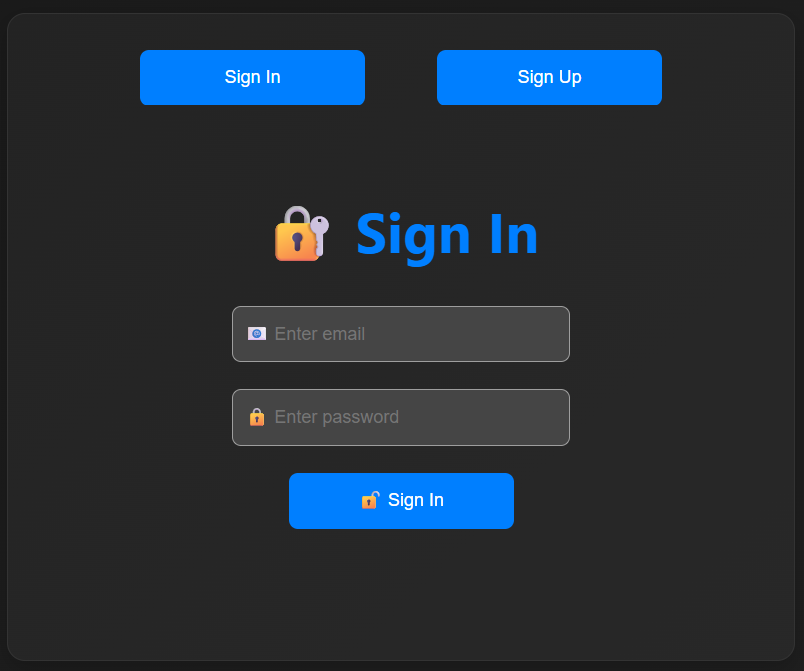 Sign In
Sign Up
🔐 Sign In
📧 Enter email
🔒 Enter password
🔓 Sign In